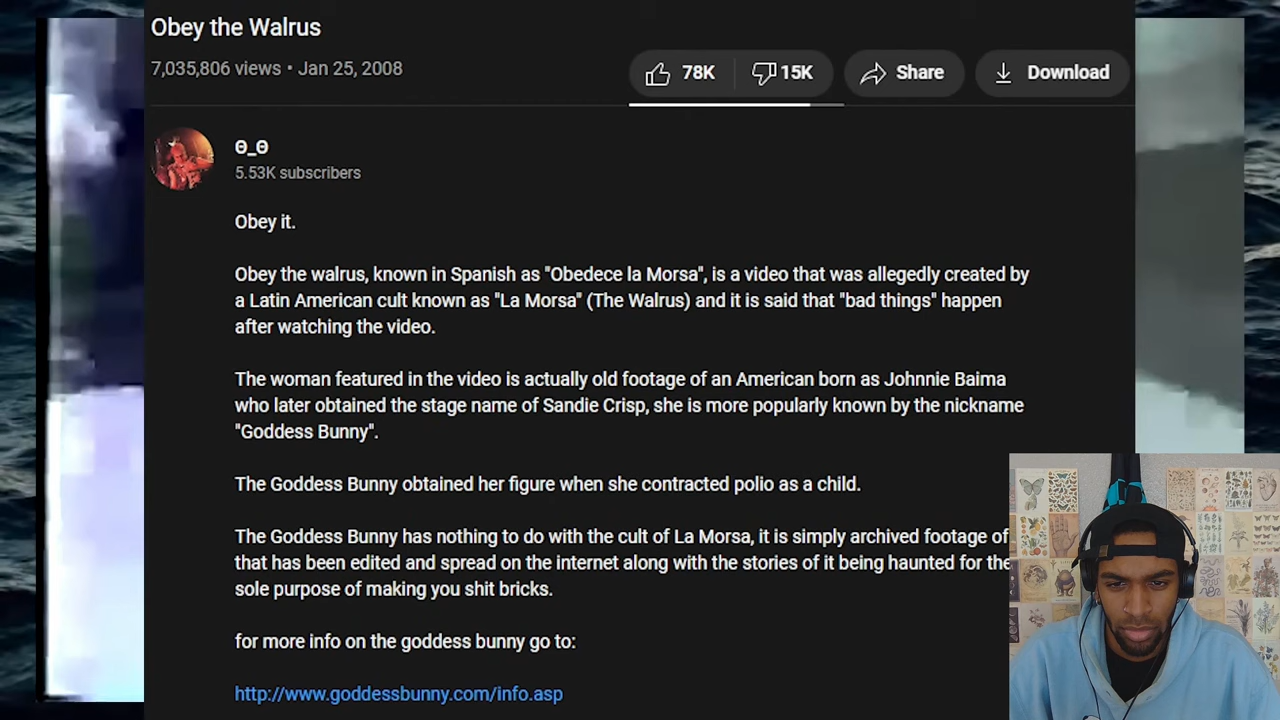 Obey the Walrus
7,035,806 views • Jan 25, 2008
78K
15K
Share
Download
0_0
5.53K subscribers
Obey it.
Obey the walrus, known in Spanish as "Obedece la Morsa", is a video that was allegedly created by
a Latin American cult known as "La Morsa" (The Walrus) and it is said that "bad things" happen
after watching the video.
The woman featured in the video is actually old footage of an American born as Johnnie Baima
who later obtained the stage name of Sandie Crisp, she is more popularly known by the nickname
"Goddess Bunny".
The Goddess Bunny obtained her figure when she contracted polio as a child.
The Goddess Bunny has nothing to do with the cult of La Morsa, it is simply archived footage of
that has been edited and spread on the internet along with the stories of it being haunted for the
sole purpose of making you shit bricks.
for more info on the goddess bunny go to:
http://www.goddessbunny.com/info.asp